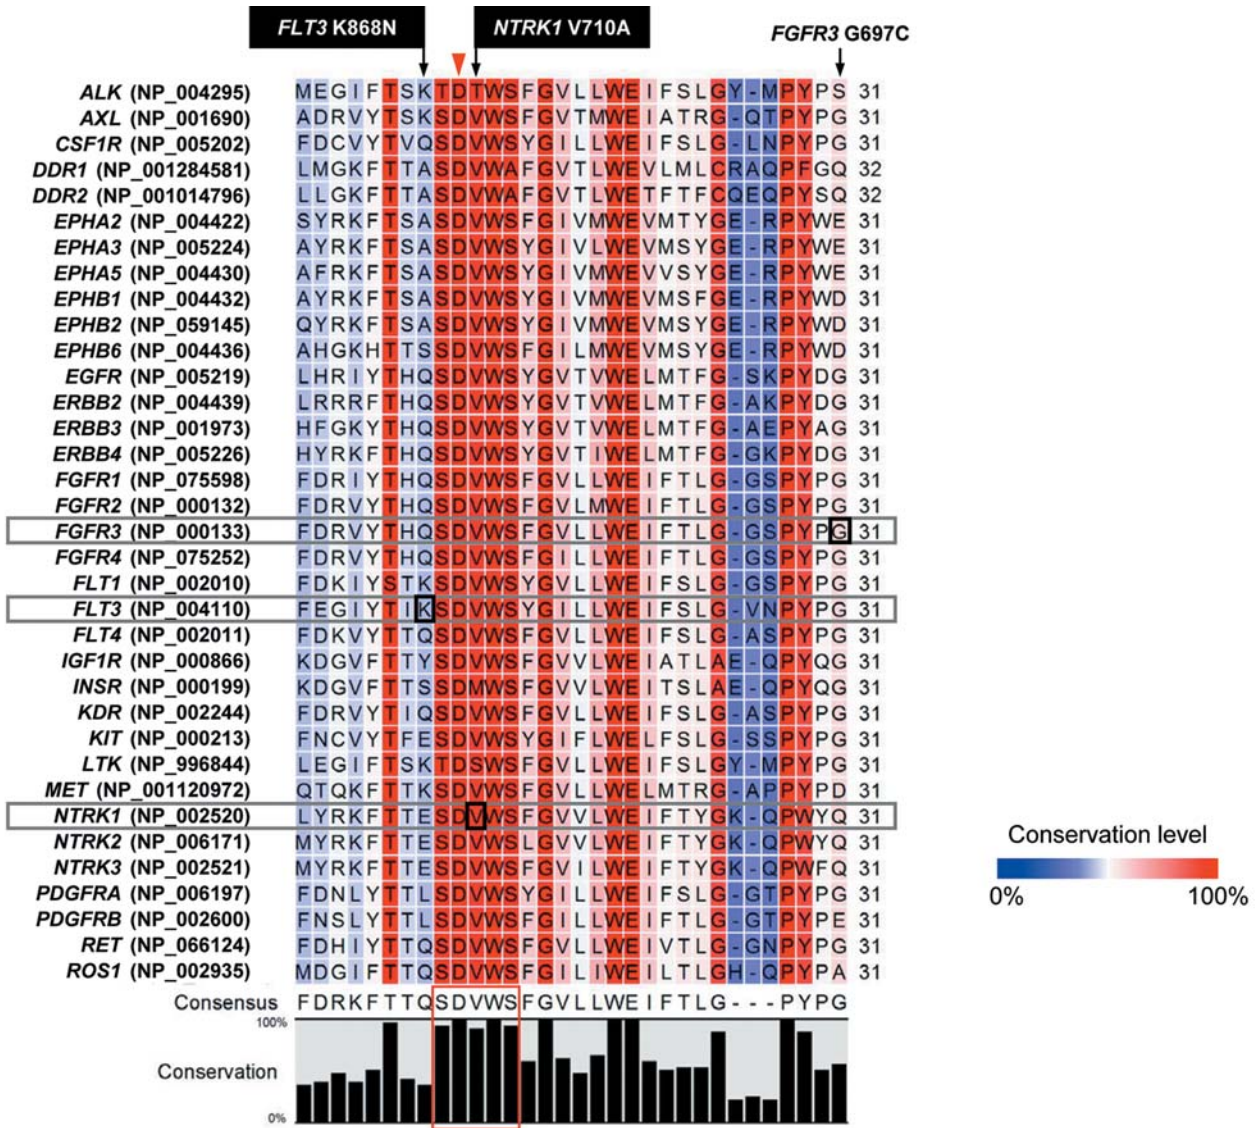 FLT3 K868N NTRK1 V710A FGFR3 G697C
ALK (NP_004295) MEGIFTSKTDTWSFGVLLWEIFSLGY-MPYPS 31
AXL (NP_001690) ADRVYTSKSDVWSFGVTMWEIATRG-QTPYPG 31
CSF1R (NP_005202) FDCVYTVQSDVWSYGILLWEIFSLG-LNPYPG 31
DDR1 (NP_001284581) LMGKFTTASDVWAFGVTLWEVLMLCRAQPFGQ 32
DDR2 (NP_001014796) LLGKFTTASDVWAFGVTLWETFTFCQEQPYSQ 32
EPHA2 (NP_004422) SYRKFTSASDVWSFGIVMWEVMTYGE-RPYWE 31
EPHA3 (NP_005224) AYRKFTSASDVWSYGIVLWEVMSYGE-RPYWE 31
EPHA5 (NP_004430) AFRKFTSASDVWSYGIVMWEVVSYGE-RPYWE 31
EPHB1 (NP_004432) AYRKFTSASDVWSYGIVMWEVMSFGE-RPYWD 31
EPHB2 (NP_059145) QYRKFTSASDVWSYGIVMWEVMSYGE-RPYWD 31
EPHB6 (NP_004436) AHGKHTTSSDVWSFGILMWEVMSYGE-RPYWD 31
EGFR (NP_005219) LHRIYTHQSDVWSYGVTVWELMTFG-SKPYDG 31
ERBB2 (NP_004439) LRRRFTHQSDVWSYGVTVWELMTFG-AKPYDG 31
ERBB3 (NP_001973) HFGKYTHQSDVWSYGVTVWELMTFG-AEPYAG 31
ERBB4 (NP_005226) HYRKFTHQSDVWSYGVTIWELMTFG-GKPYDG 31
FGFR1 (NP_075598) FDRIYTHQSDVWSFGVLLWEIFTLG-GSPYPG 31
FGFR2 (NP_000132) FDRVYTHQSDVWSFGVLMWEIFTLG-GSPYPG 31
FGFR3 (NP_000133) FDRVYTHQSDVWSFGVLLWEIFTLG-GSPYPG 31
FGFR4 (NP_075252) FDRVYTHQSDVWSFGILLWEIFTLG-GSPYPG 31
FLT1 (NP_002010) FDKIYSTKSDVWSYGVLLWEIFSLG-GSPYPG 31
FLT3 (NP_004110) FEGIYTIKSDVWSYGILLWEIFSLG-VNPYPG 31
FLT4 (NP_002011) FDKVYTTQSDVWSFGVLLWEIFSLG-ASPYPG 31
IGF1R (NP_000866) KDGVFTTYSDVWSFGVVLWEIATLAE-QPYQG 31
INSR (NP_000199) KDGVFTTSSDMWSFGVVLWEITSLAE-QPYQG 31
KDR (NP_002244) FDRVYTIQSDVWSFGVLLWEIFSLG-ASPYPG 31
KIT (NP_000213) FNCVYTFESDVWSYGIFLWELFSLG-SSPYPG 31
LTK (NP_996844) LEGIFTSKTDSWSFGVLLWEIFSLGY-MPYPG 31
MET (NP_001120972) QTQKFTTKSDVWSFGVLLWELMTRG-APPYPD 31
NTRK1 (NP_002520) LYRKFTTESDVWSFGVVLWEIFTYGK-QPWYQ 31
NTRK2 (NP_006171) MYRKFTTESDVWSLGVVLWEIFTYGK-QPWYQ 31
NTRK3 (NP_002521) MYRKFTTESDVWSFGVILWEIFTYGK-QPWFQ 31
PDGFRA (NP_006197) FDNLYTTLSDVWSYGILLWEIFSLG-GTPYPG 31
PDGFRB (NP_002600) FNSLYTTLSDVWSFGILLWEIFTLG-GTPYPE 31
RET (NP_066124) FDHIYTTQSDVWSFGVLLWEIVTLG-GNPYPG 31
ROS1 (NP_002935) MDGIFTTQSDVWSFGILIWEILTLGH-QPYPA 31
Consensus FDRKFTTQSDVWSFGVLLWEIFTLG---PYPG
100%
Conservation
0%
Conservation level
0% 100%